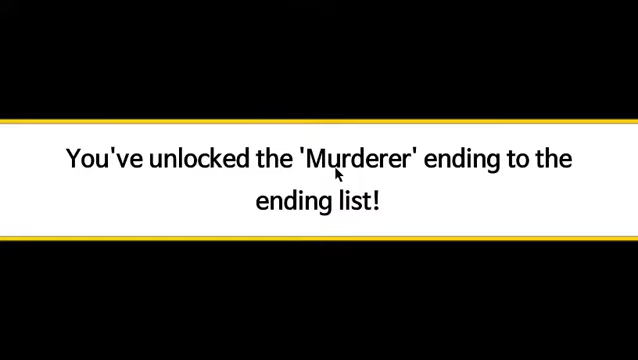 You've unlocked the 'Murderer' ending to the
ending list!